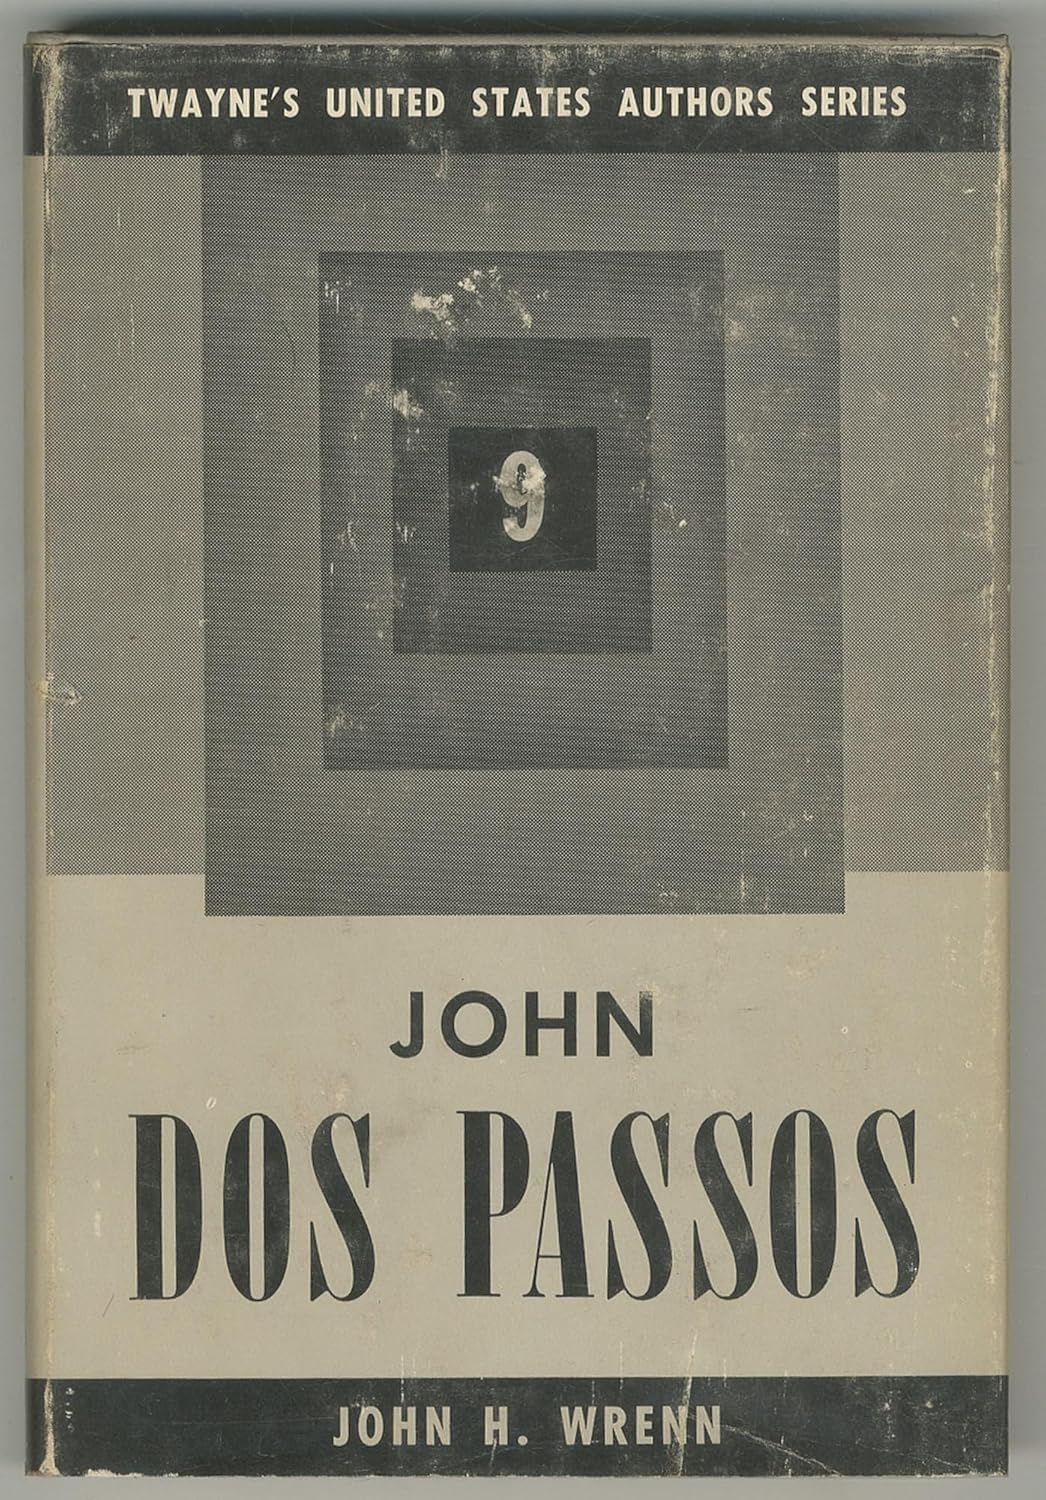 TWAYNE'S UNITED STATES AUTHORS SERIES
9
JOHN
DOS PASSOS
JOHN H. WRENN